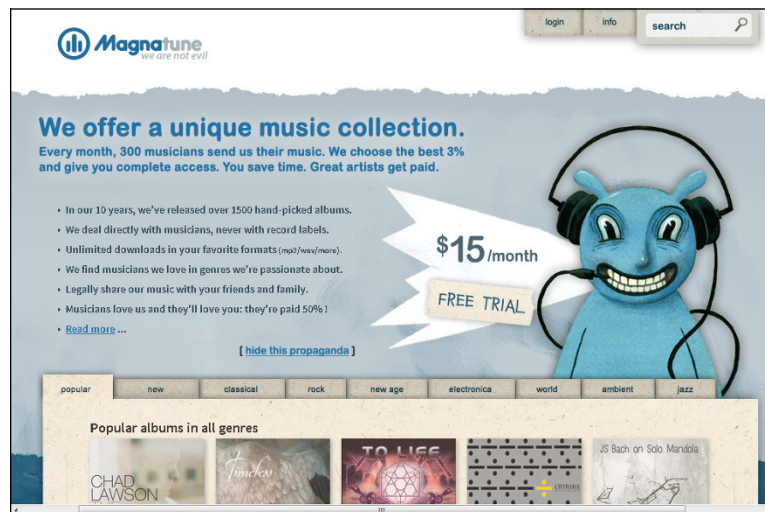 login
info
search
Magnatune
we are not evil
We offer a unique music collection.
Every month, 300 musicians send us their music. We choose the best 3%
and give you complete access. You save time. Great artists get paid.
In our 10 years, we've released over 1500 hand-picked albums.
We deal directly with musicians, never with record labels.
Unlimited downloads in your favorite formats (mp3/wav/more).
We find musicians we love in genres we're passionate about.
Legally share our music with your friends and family.
Musicians love us and they'll love you: they're paid 50% !
Read more ...
[ hide this propaganda ]
$15/month
FREE TRIAL
popular
new
classical
rock
new age
electronica
world
ambient
jazz
Popular albums in all genres
CHAD
LAWSON
Timeless
TO LIFE
OSTRAKA
JS Bach on Solo Mandola